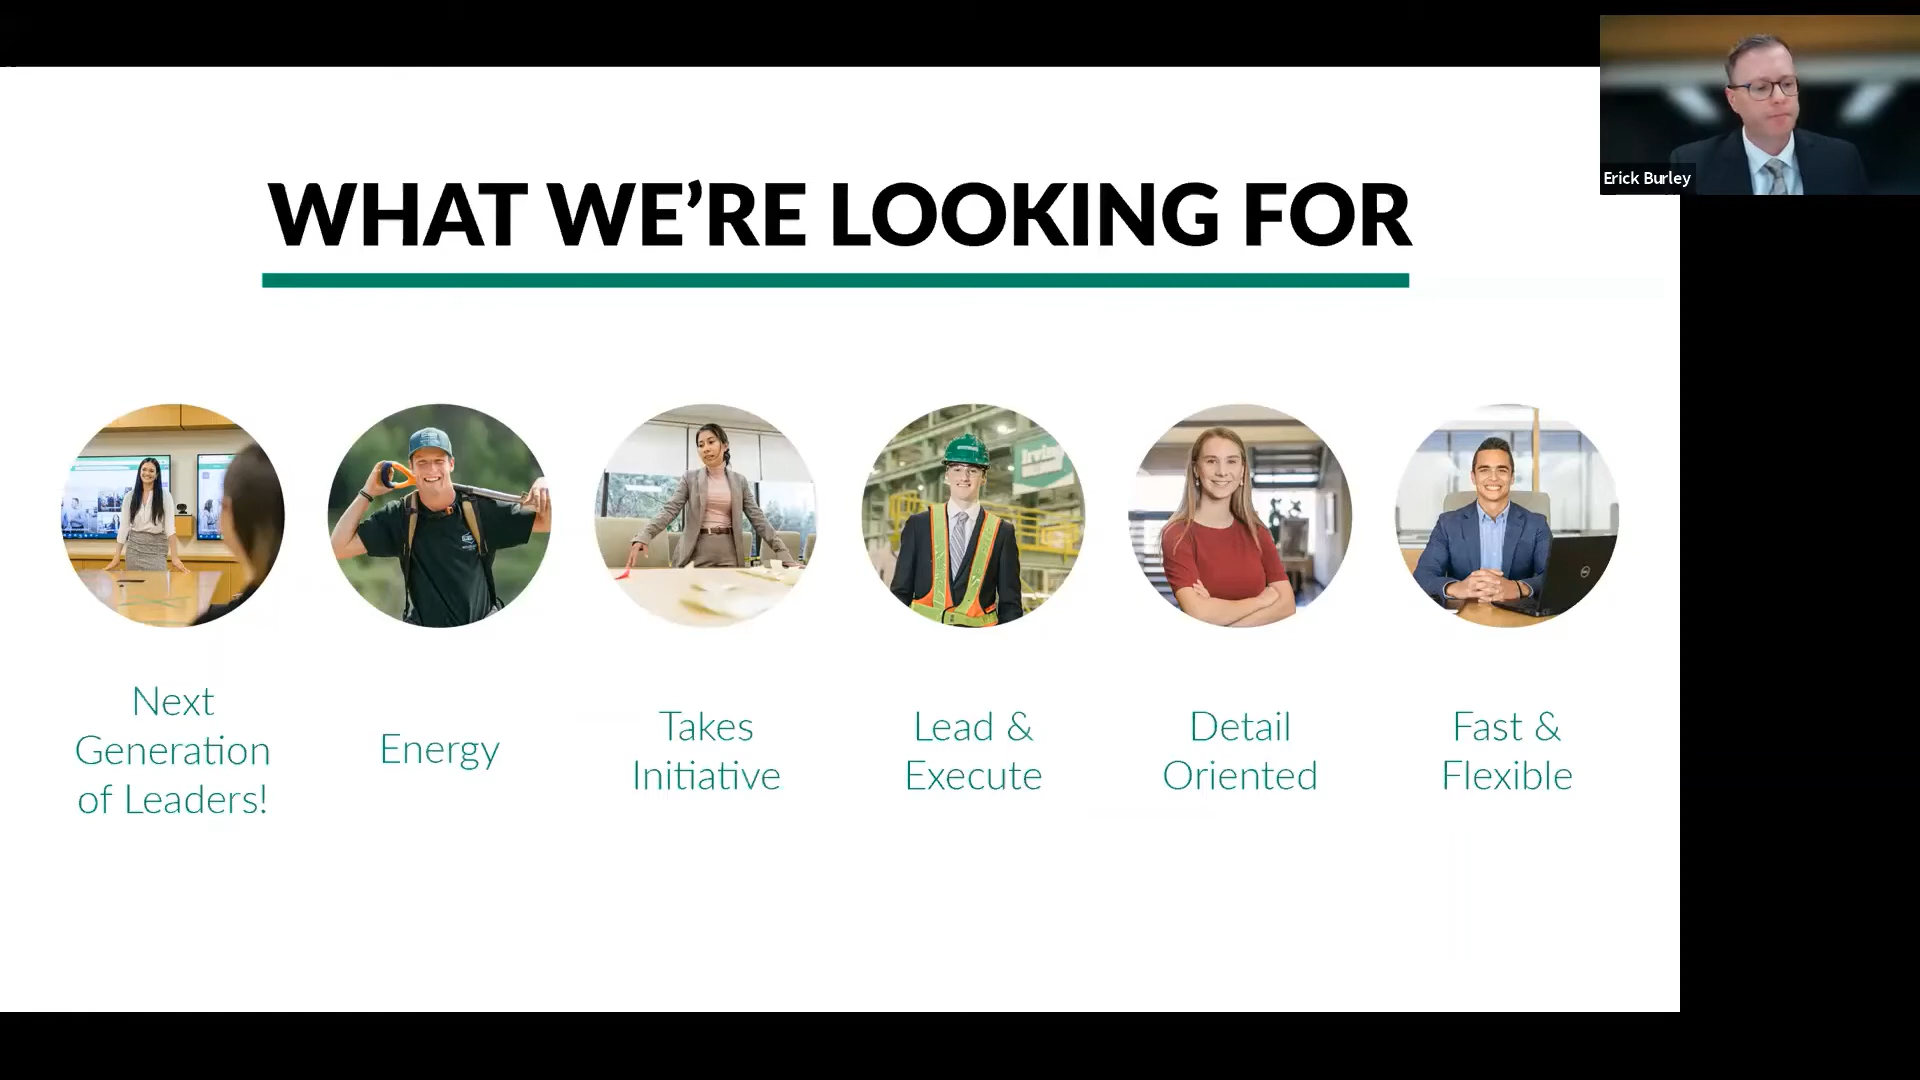 WHAT WE'RE LOOKING FOR
Erick Burley
Irving
Next
Generation
of Leaders!
Energy
Takes
Initiative
Lead &
Execute
Detail
Oriented
Fast &
Flexible